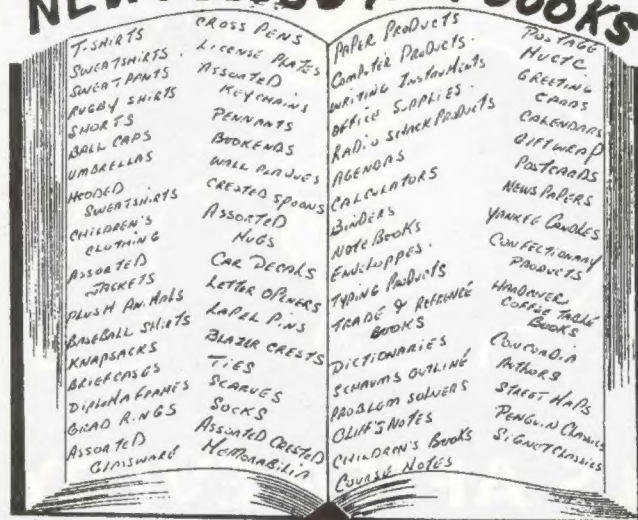 NEW BOOKS
T-SHIRTS
SWEATSHIRTS.
SWEATPANTS
RUGBY SHIRTS
SHORTS
BALL CAPS
UMBRELLAS
HOODED
SWEATSHIRTS
CHILDREN'S
CLOTHING
ASSORTED
JACKETS
PLUSH ANIMALS
BASEBALL SHIRTS
KNAPSACKS
BRIEFCASES
DIPLOMA FRAMES
GRAD RINGS
ASSORTED
GLASSWARE
CROSS PENS
LICENSE PLATES
ASSORTED
KEYCHAINS
PENNANTS
BOOKENDS
WALL PLAQUES
CRESTED SPOONS
ASSORTED
MUGS
CAR DECALS
LETTER OPENERS
LAPEL PINS
BLAZER CRESTS
TIES
SCARVES
SOCKS
ASSORTED CRESTED
MEMORABILIA
PAPER PRODUCTS
COMPUTER PRODUCTS.
WRITING INSTRUMENTS
OFFICE SUPPLIES.
RADIO SHACK PRODUCTS
AGENDAS
CALCULATORS
BINDERS
NOTE BOOKS
ENVELOPPES.
TYPING PRODUCTS
TRADE & REFERENCE
BOOKS
DICTIONARIES
SCHAUMS OUTLINE
PROBLEM SOLVERS
CLIFF'S NOTES
CHILDREN'S BOOKS
COURSE NOTES
POSTAGE
GREETING
CARDS
CALENDARS
GIFTWRAP
POSTCARDS
NEWS PAPERS
YANKEE CANDLES
CONFECTIONARY
PRODUCTS
HARDCOVER
COFFEE TABLE
BOOKS
CONCORDIA
AUTHORS
STREET MAPS
PENGUIN CLASSICS
SIGNET CLASSICS